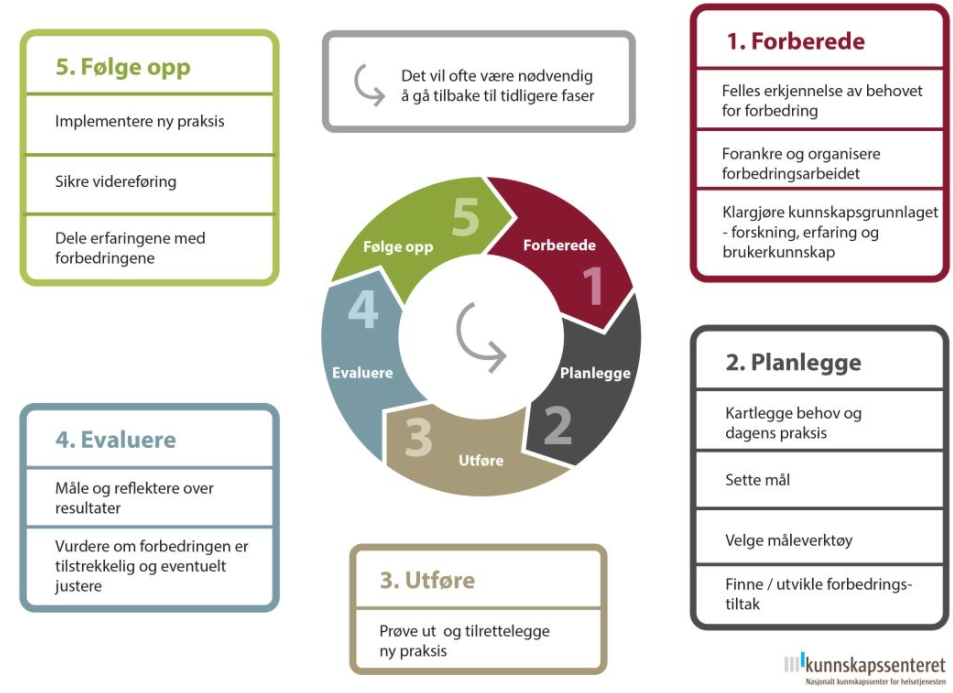 5. Følge opp
Implementere ny praksis
Sikre videreføring
Dele erfaringene med
forbedringene
Det vil ofte være nødvendig
å gå tilbake til tidligere faser
1. Forberede
Felles erkjennelse av behovet
for forbedring
Forankre og organisere
forbedringsarbeidet
Klargjøre kunnskapsgrunnlaget
- forskning, erfaring og
brukerkunnskap
5
Følge opp
Forberede
1
4
Evaluere
Planlegge
2
3
Utføre
2. Planlegge
Kartlegge behov og
dagens praksis
Sette mål
Velge måleverktøy
Finne / utvikle forbedrings-
tiltak
4. Evaluere
Måle og reflektere over
resultater
Vurdere om forbedringen er
tilstrekkelig og eventuelt
justere
3. Utføre
Prøve ut og tilrettelegge
ny praksis
kunnskapssenteret
Nasjonalt kunnskapssenter for helsetjenesten